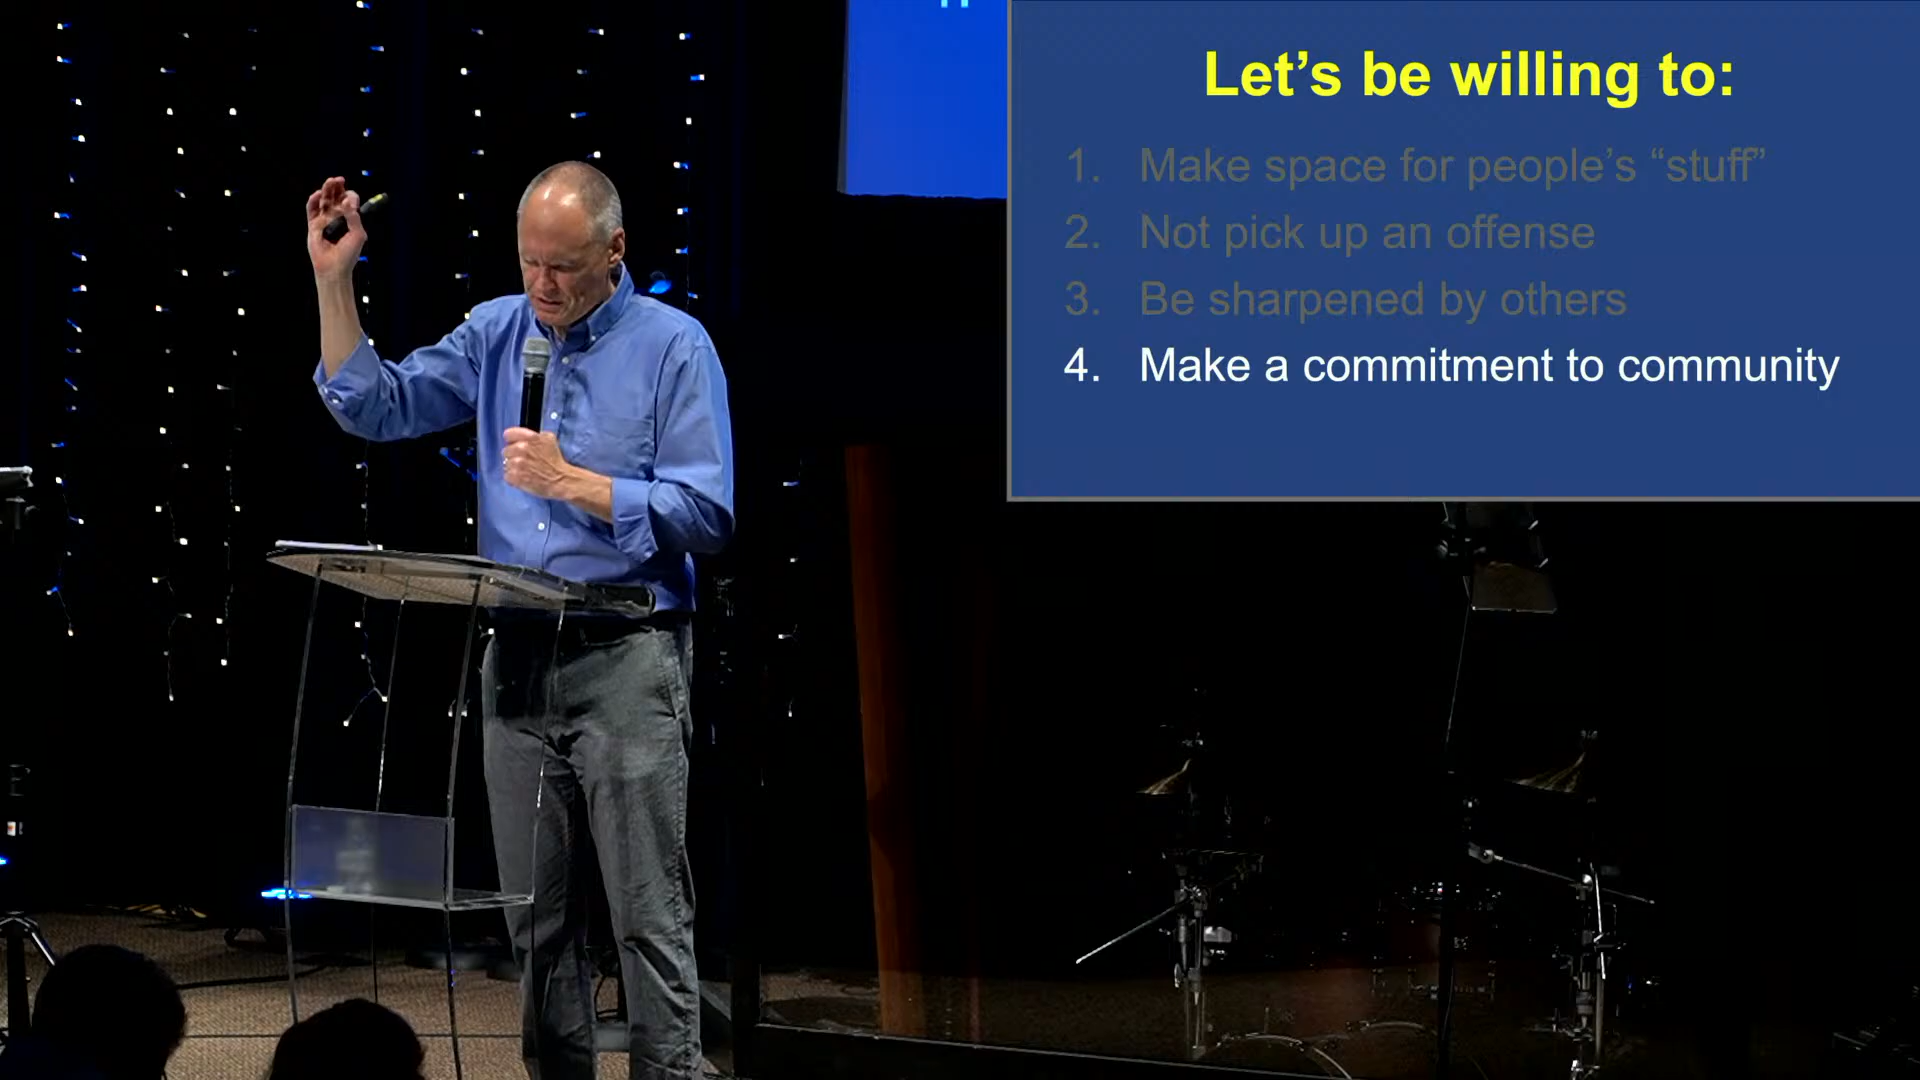 Let’s be willing to:
1. Make space for people’s “stuff”
2. Not pick up an offense
3. Be sharpened by others
4. Make a commitment to community